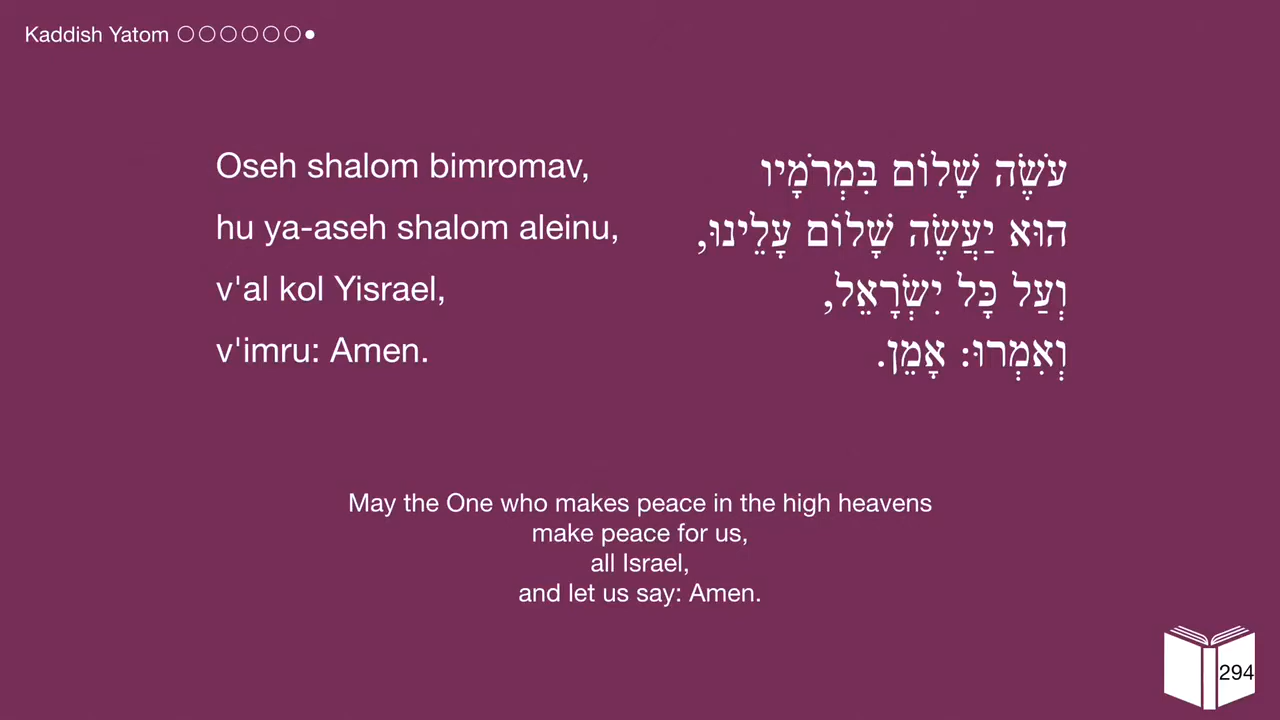 Kaddish Yatom
Oseh shalom bimromav,
hu ya-aseh shalom aleinu,
v'al kol Yisrael,
v'imru: Amen.
עֹשֶׂה שָׁלוֹם בִּמְרֹמָיו
הוּא יַעֲשֶׂה שָׁלוֹם עָלֵינוּ,
וְעַל כָּל יִשְׂרָאֵל,
וְאִמְרוּ: אָמֵן.
May the One who makes peace in the high heavens
make peace for us,
all Israel,
and let us say: Amen.
294